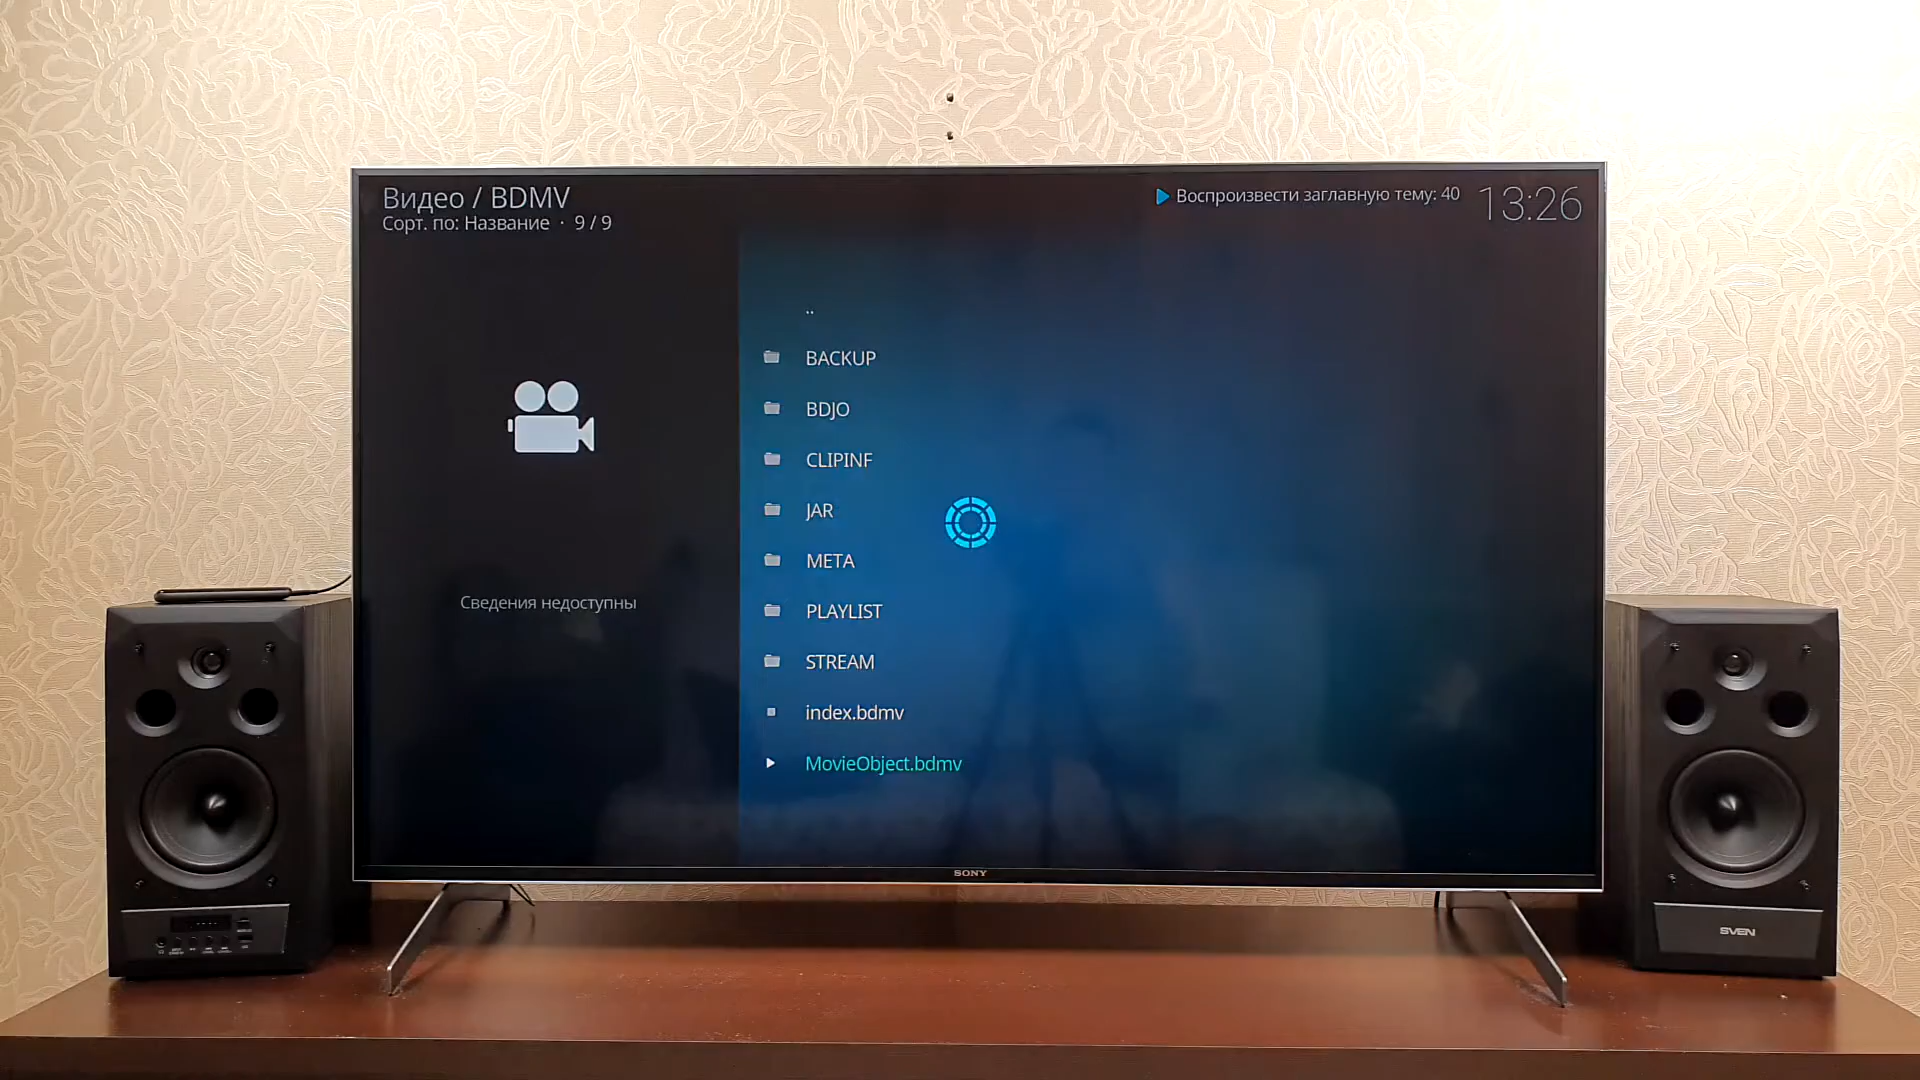 Видео / BDMV
Сорт. по: Название · 9 / 9
Воспроизвести заглавную тему: 40
13:26
..
BACKUP
BDJO
CLIPINF
JAR
META
PLAYLIST
STREAM
index.bdmv
MovieObject.bdmv
Сведения недоступны
SONY
SVEN